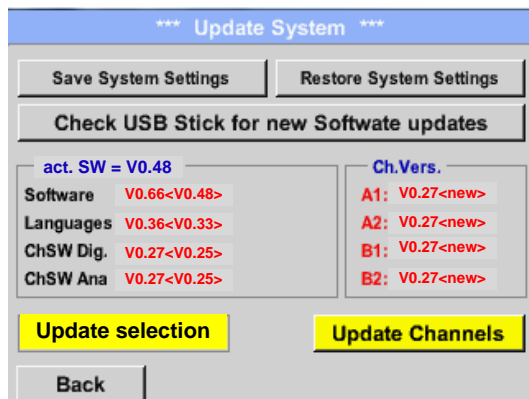 *** Update System ***
Save System Settings Restore System Settings
Check USB Stick for new Softwate updates
act. SW = V0.48 Ch.Vers.
Software V0.66<V0.48> A1: V0.27<new>
Languages V0.36<V0.33> A2: V0.27<new>
ChSW Dig. V0.27<V0.25> B1: V0.27<new>
ChSW Ana V0.27<V0.25> B2: V0.27<new>
Update selection Update Channels
Back